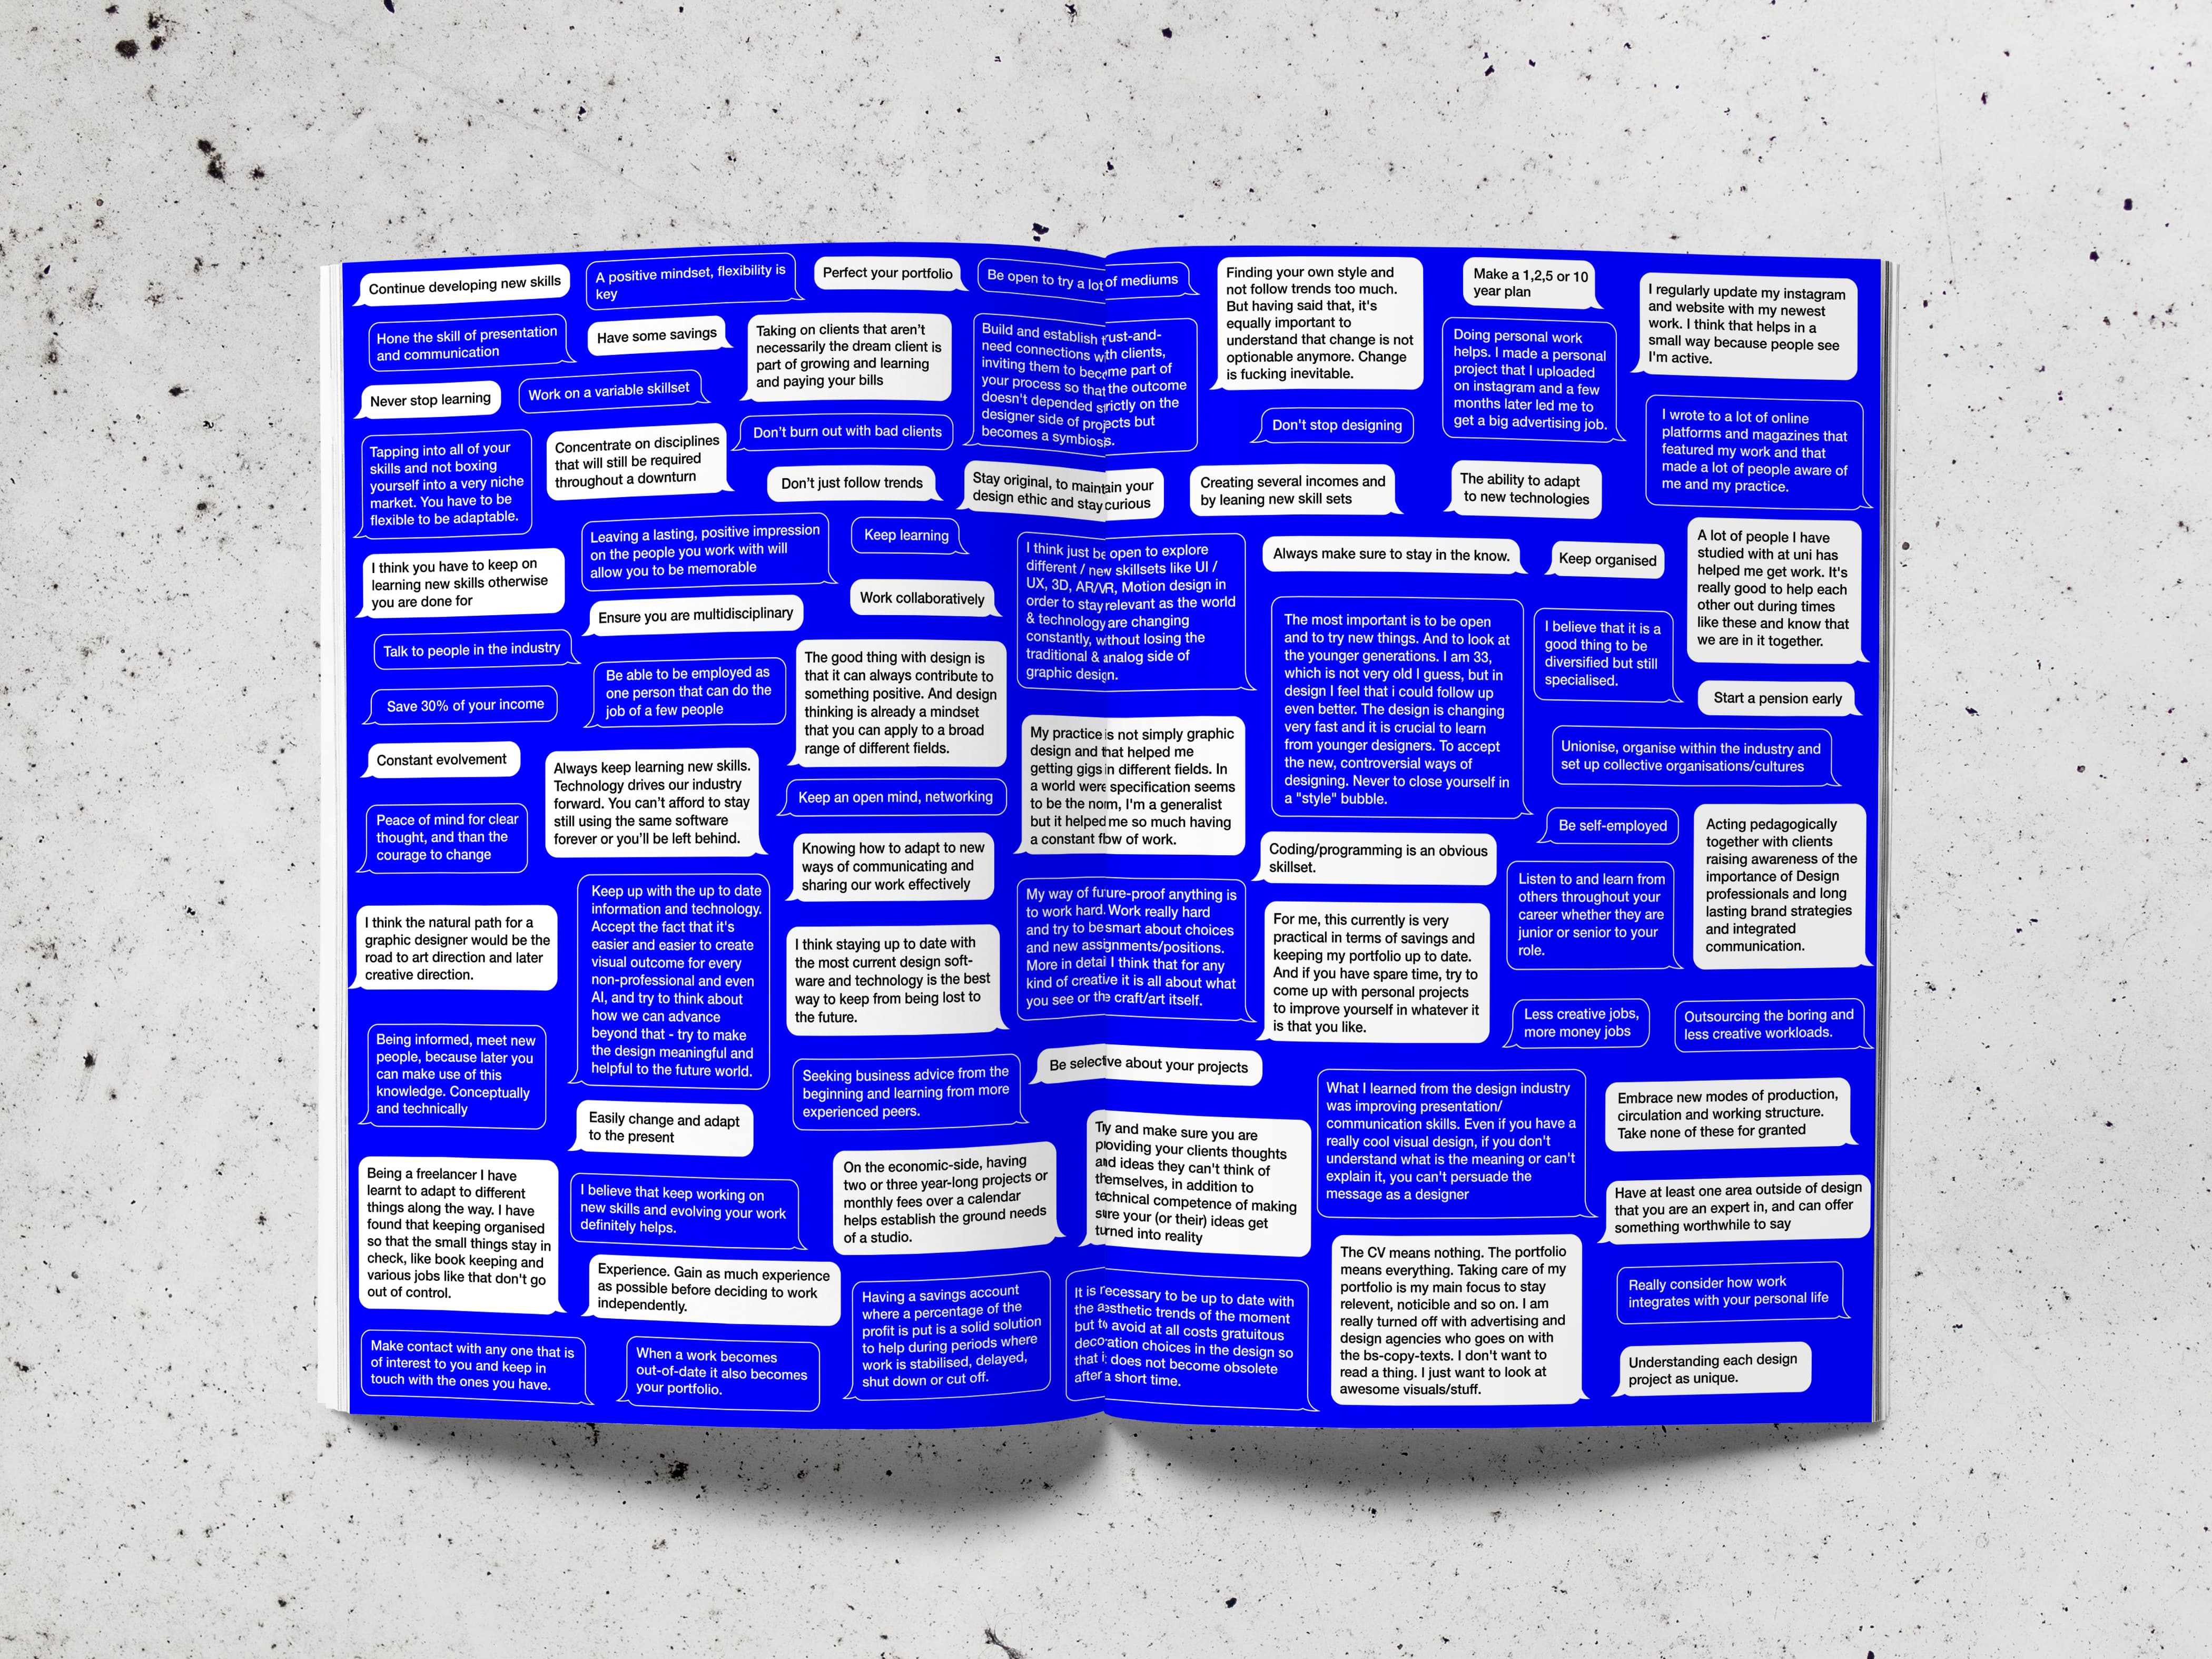 Continue developing new skills
A positive mindset, flexibility is
key
Perfect your portfolio
Be open to try a lot of mediums
Hone the skill of presentation
and communication
Have some savings
Taking on clients that aren't
necessarily the dream client is
part of growing and learning
and paying your bills
Build and establish trust-and-
need connections with clients,
inviting them to become part of
your process so that the outcome
doesn't depended strictly on the
designer side of projects but
becomes a symbiosis.
Never stop learning
Work on a variable skillset
Don't burn out with bad clients
Tapping into all of your
skills and not boxing
yourself into a very niche
market. You have to be
flexible to be adaptable.
Concentrate on disciplines
that will still be required
throughout a downturn
Don't just follow trends
Stay original, to maintain your
design ethic and stay curious
Leaving a lasting, positive impression
on the people you work with will
allow you to be memorable
Keep learning
I think you have to keep on
learning new skills otherwise
you are done for
Ensure you are multidisciplinary
Work collaboratively
I think just be open to explore
different / new skillsets like UI /
UX, 3D, AR/VR, Motion design in
order to stay relevant as the world
& technology are changing
constantly, without losing the
traditional & analog side of
graphic design.
Talk to people in the industry
Be able to be employed as
one person that can do the
job of a few people
The good thing with design is
that it can always contribute to
something positive. And design
thinking is already a mindset
that you can apply to a broad
range of different fields.
Save 30% of your income
Constant evolvement
Always keep learning new skills.
Technology drives our industry
forward. You can't afford to stay
still using the same software
forever or you'll be left behind.
Keep an open mind, networking
My practice is not simply graphic
design and that helped me
getting gigs in different fields. In
a world were specification seems
to be the norm, I'm a generalist
but it helped me so much having
a constant flow of work.
Peace of mind for clear
thought, and than the
courage to change
Knowing how to adapt to new
ways of communicating and
sharing our work effectively
Keep up with the up to date
information and technology.
Accept the fact that it's
easier and easier to create
visual outcome for every
non-professional and even
AI, and try to think about
how we can advance
beyond that - try to make
the design meaningful and
helpful to the future world.
My way of future-proof anything is
to work hard. Work really hard
and try to be smart about choices
and new assignments/positions.
More in detail I think that for any
kind of creative it is all about what
you see or the craft/art itself.
I think the natural path for a
graphic designer would be the
road to art direction and later
creative direction.
I think staying up to date with
the most current design soft-
ware and technology is the best
way to keep from being lost to
the future.
Being informed, meet new
people, because later you
can make use of this
knowledge. Conceptually
and technically
Seeking business advice from the
beginning and learning from more
experienced peers.
Be selective about your projects
Easily change and adapt
to the present
Try and make sure you are
providing your clients thoughts
and ideas they can't think of
themselves, in addition to
technical competence of making
sure your (or their) ideas get
turned into reality
Being a freelancer I have
learnt to adapt to different
things along the way. I have
found that keeping organised
so that the small things stay in
check, like book keeping and
various jobs like that don't go
out of control.
I believe that keep working on
new skills and evolving your work
definitely helps.
On the economic-side, having
two or three year-long projects or
monthly fees over a calendar
helps establish the ground needs
of a studio.
Experience. Gain as much experience
as possible before deciding to work
independently.
Having a savings account
where a percentage of the
profit is put is a solid solution
to help during periods where
work is stabilised, delayed,
shut down or cut off.
It is necessary to be up to date with
the aesthetic trends of the moment
but to avoid at all costs gratuitous
decoration choices in the design so
that it does not become obsolete
after a short time.
Make contact with any one that is
of interest to you and keep in
touch with the ones you have.
When a work becomes
out-of-date it also becomes
your portfolio.
Finding your own style and
not follow trends too much.
But having said that, it's
equally important to
understand that change is not
optionable anymore. Change
is fucking inevitable.
Make a 1,2,5 or 10
year plan
I regularly update my instagram
and website with my newest
work. I think that helps in a
small way because people see
I'm active.
Doing personal work
helps. I made a personal
project that I uploaded
on instagram and a few
months later led me to
get a big advertising job.
Don't stop designing
I wrote to a lot of online
platforms and magazines that
featured my work and that
made a lot of people aware of
me and my practice.
Creating several incomes and
by leaning new skill sets
The ability to adapt
to new technologies
Always make sure to stay in the know.
Keep organised
A lot of people I have
studied with at uni has
helped me get work. It's
really good to help each
other out during times
like these and know that
we are in it together.
The most important is to be open
and to try new things. And to look at
the younger generations. I am 33,
which is not very old I guess, but in
design I feel that i could follow up
even better. The design is changing
very fast and it is crucial to learn
from younger designers. To accept
the new, controversial ways of
designing. Never to close yourself in
a "style" bubble.
I believe that it is a
good thing to be
diversified but still
specialised.
Start a pension early
Unionise, organise within the industry and
set up collective organisations/cultures
Be self-employed
Acting pedagogically
together with clients
raising awareness of the
importance of Design
professionals and long
lasting brand strategies
and integrated
communication.
Coding/programming is an obvious
skillset.
Listen to and learn from
others throughout your
career whether they are
junior or senior to your
role.
For me, this currently is very
practical in terms of savings and
keeping my portfolio up to date.
And if you have spare time, try to
come up with personal projects
to improve yourself in whatever it
is that you like.
Less creative jobs,
more money jobs
Outsourcing the boring and
less creative workloads.
What I learned from the design industry
was improving presentation/
communication skills. Even if you have a
really cool visual design, if you don't
understand what is the meaning or can't
explain it, you can't persuade the
message as a designer
Embrace new modes of production,
circulation and working structure.
Take none of these for granted
Have at least one area outside of design
that you are an expert in, and can offer
something worthwhile to say
The CV means nothing. The portfolio
means everything. Taking care of my
portfolio is my main focus to stay
relevent, noticible and so on. I am
really turned off with advertising and
design agencies who goes on with
the bs-copy-texts. I don't want to
read a thing. I just want to look at
awesome visuals/stuff.
Really consider how work
integrates with your personal life
Understanding each design
project as unique.